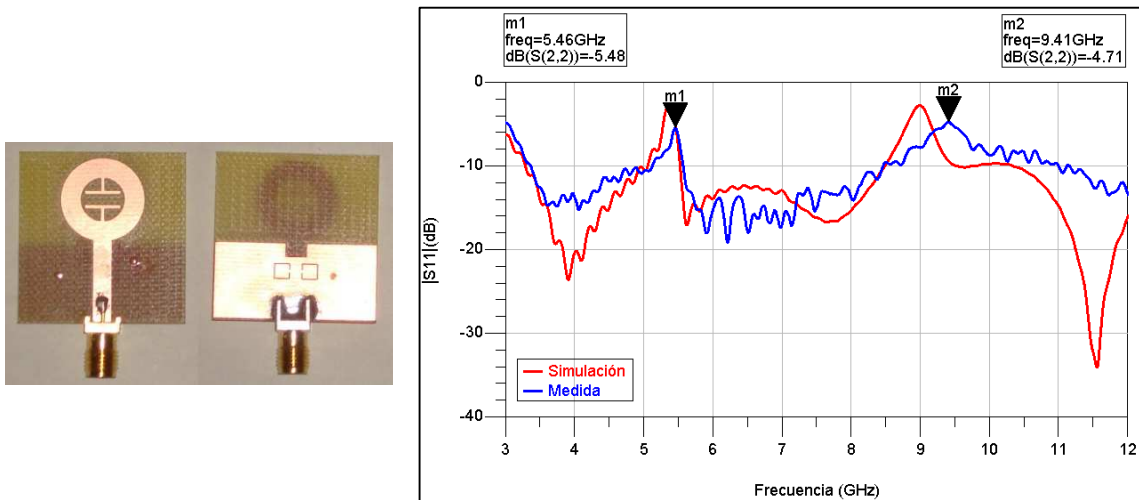 m1
freq=5.46GHz
dB(S(2,2))=-5.48
m2
freq=9.41GHz
dB(S(2,2))=-4.71
0
-10
-20
-30
-40
|S11|(dB)
m1
m2
Simulación
Medida
3
4
5
6
7
8
9
10
11
12
Frecuencia (GHz)